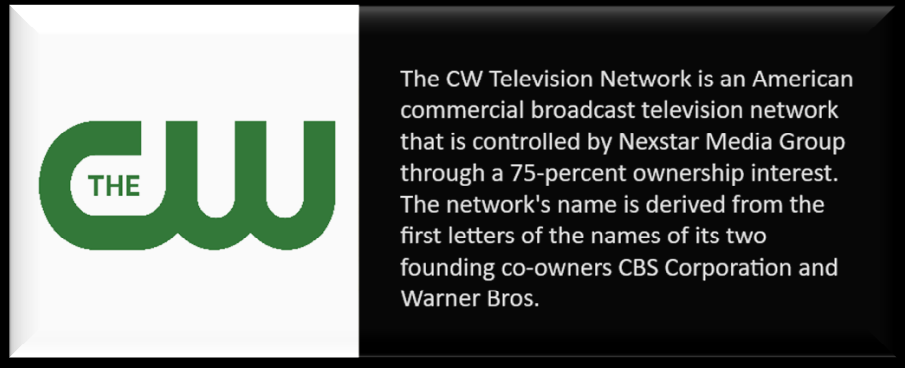 THE
CW
The CW Television Network is an American
commercial broadcast television network
that is controlled by Nexstar Media Group
through a 75-percent ownership interest.
The network's name is derived from the
first letters of the names of its two
founding co-owners CBS Corporation and
Warner Bros.